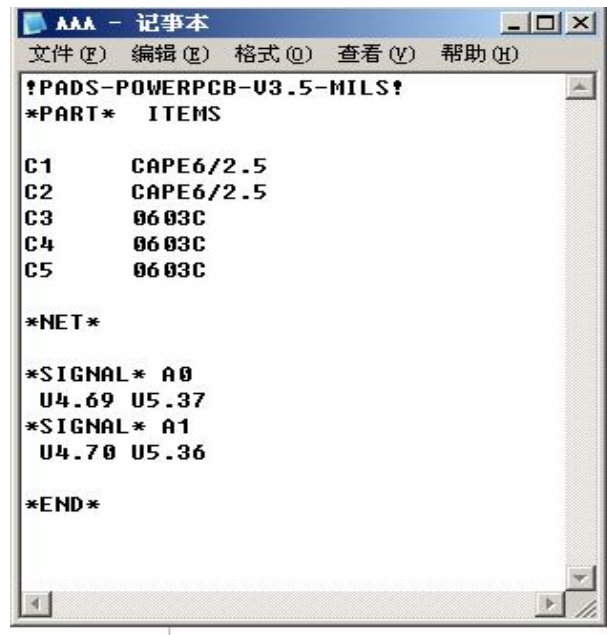 AAA - 记事本
文件(F) 编辑(E) 格式(O) 查看(V) 帮助(H)
!PADS-POWERPCB-V3.5-MILS!
*PART* ITEMS
C1 CAPE6/2.5
C2 CAPE6/2.5
C3 0603C
C4 0603C
C5 0603C
*NET*
*SIGNAL* A0
U4.69 U5.37
*SIGNAL* A1
U4.70 U5.36
*END*